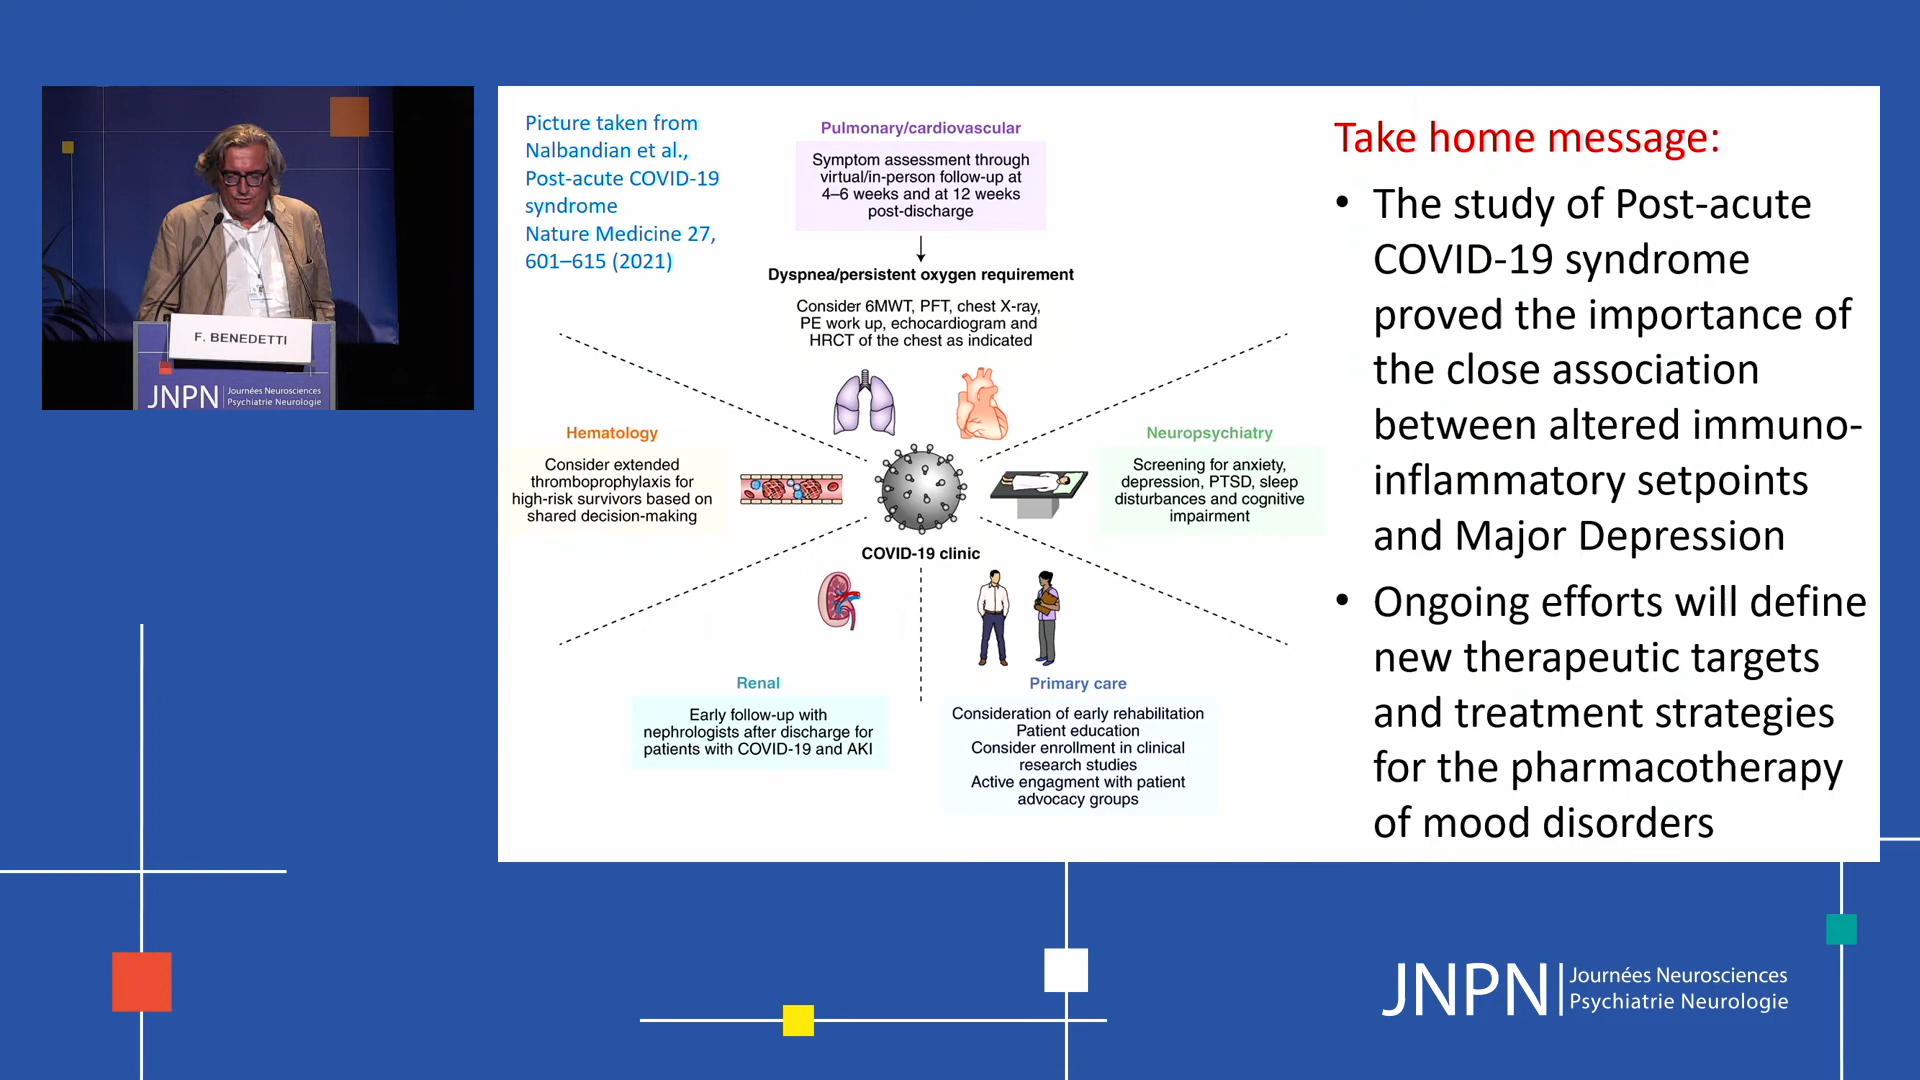 F. BENEDETTI
JNPN
Journées Neurosciences
Psychiatrie Neurologie
Picture taken from
Nalbandian et al.,
Post-acute COVID-19
syndrome
Nature Medicine 27,
601–615 (2021)
Pulmonary/cardiovascular
Symptom assessment through
virtual/in-person follow-up at
4–6 weeks and at 12 weeks
post-discharge
Dyspnea/persistent oxygen requirement
Consider 6MWT, PFT, chest X-ray,
PE work up, echocardiogram and
HRCT of the chest as indicated
Hematology
Consider extended
thromboprophylaxis for
high-risk survivors based on
shared decision-making
Neuropsychiatry
Screening for anxiety,
depression, PTSD, sleep
disturbances and cognitive
impairment
COVID-19 clinic
Renal
Early follow-up with
nephrologists after discharge for
patients with COVID-19 and AKI
Primary care
Consideration of early rehabilitation
Patient education
Consider enrollment in clinical
research studies
Active engagment with patient
advocacy groups
Take home message:
• The study of Post-acute
COVID-19 syndrome
proved the importance of
the close association
between altered immuno-
inflammatory setpoints
and Major Depression
• Ongoing efforts will define
new therapeutic targets
and treatment strategies
for the pharmacotherapy
of mood disorders
JNPN
Journées Neurosciences
Psychiatrie Neurologie